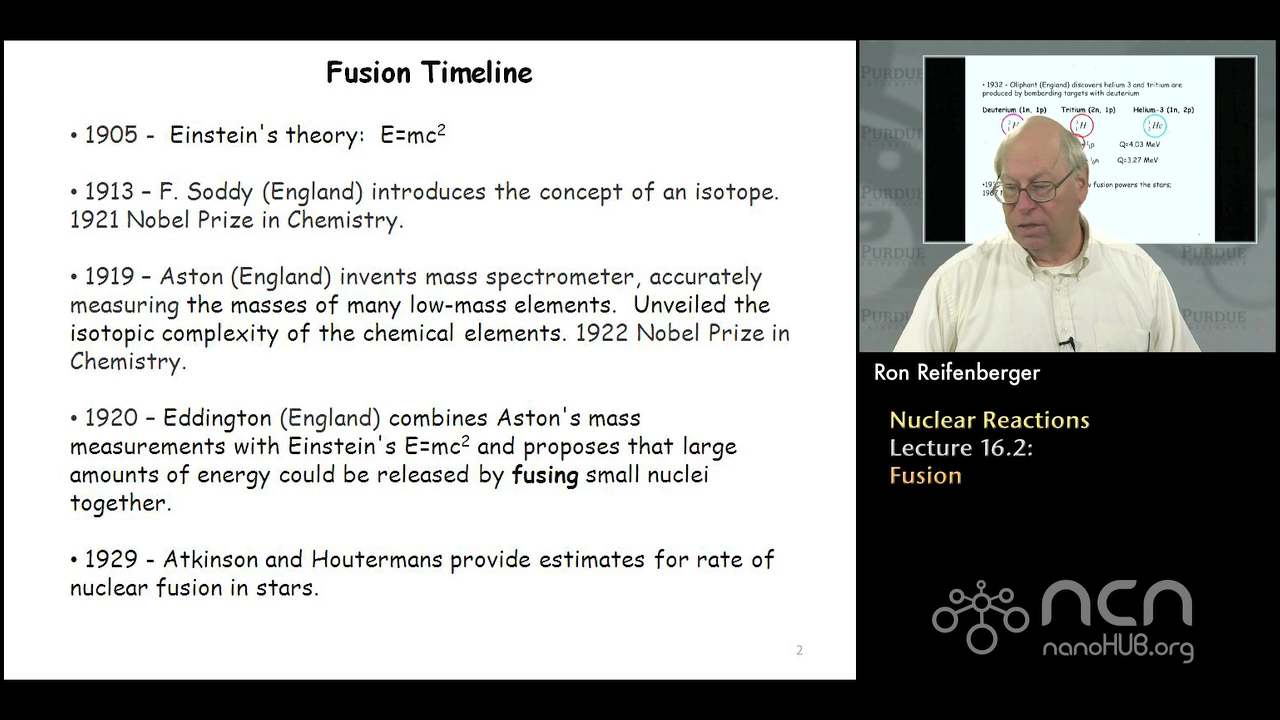 Fusion Timeline
• 1905 - Einstein's theory: E=mc²
• 1913 – F. Soddy (England) introduces the concept of an isotope.
1921 Nobel Prize in Chemistry.
• 1919 – Aston (England) invents mass spectrometer, accurately
measuring the masses of many low-mass elements. Unveiled the
isotopic complexity of the chemical elements. 1922 Nobel Prize in
Chemistry.
• 1920 – Eddington (England) combines Aston's mass
measurements with Einstein's E=mc² and proposes that large
amounts of energy could be released by fusing small nuclei
together.
• 1929 - Atkinson and Houtermans provide estimates for rate of
nuclear fusion in stars.
2
PURDUE
• 1932 – Oliphant (England) discovers helium 3 and tritium are
produced by bombarding targets with deuterium
Deuterium (1n, 1p) Tritium (2n, 1p) Helium-3 (1n, 2p)
Q=4.03 MeV
Q=3.27 MeV
fusion powers the stars;
PURDUE
PURDUE
Ron Reifenberger
Nuclear Reactions
Lecture 16.2:
Fusion
ncn
nanoHUB.org